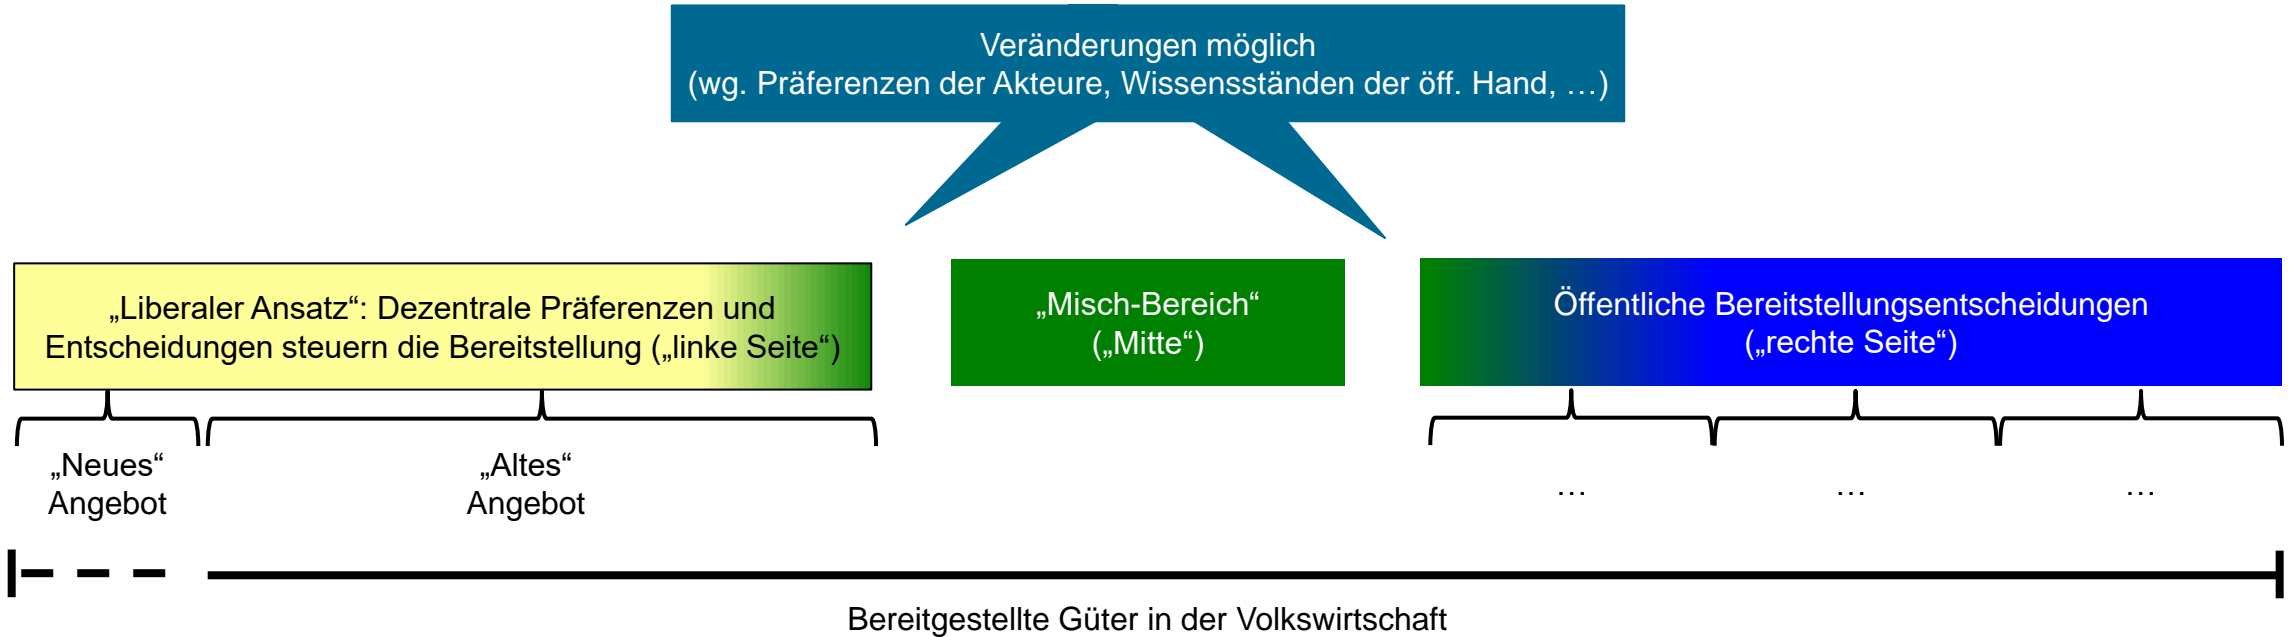 Veränderungen möglich
(wg. Präferenzen der Akteure, Wissensständen der öff. Hand, …)
„Liberaler Ansatz“: Dezentrale Präferenzen und
Entscheidungen steuern die Bereitstellung („linke Seite“)
„Misch-Bereich“
(„Mitte“)
Öffentliche Bereitstellungsentscheidungen
(„rechte Seite“)
„Neues“
Angebot
„Altes“
Angebot
…
…
…
Bereitgestellte Güter in der Volkswirtschaft